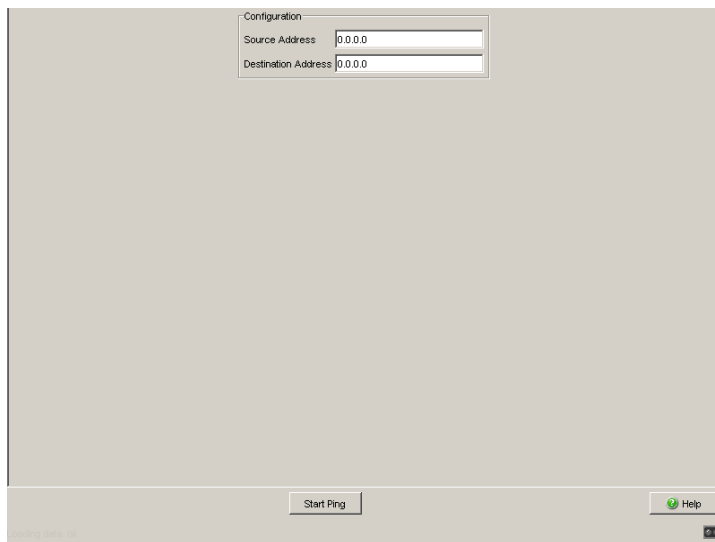 Configuration
Source Address 0.0.0.0
Destination Address 0.0.0.0
Start Ping
Help